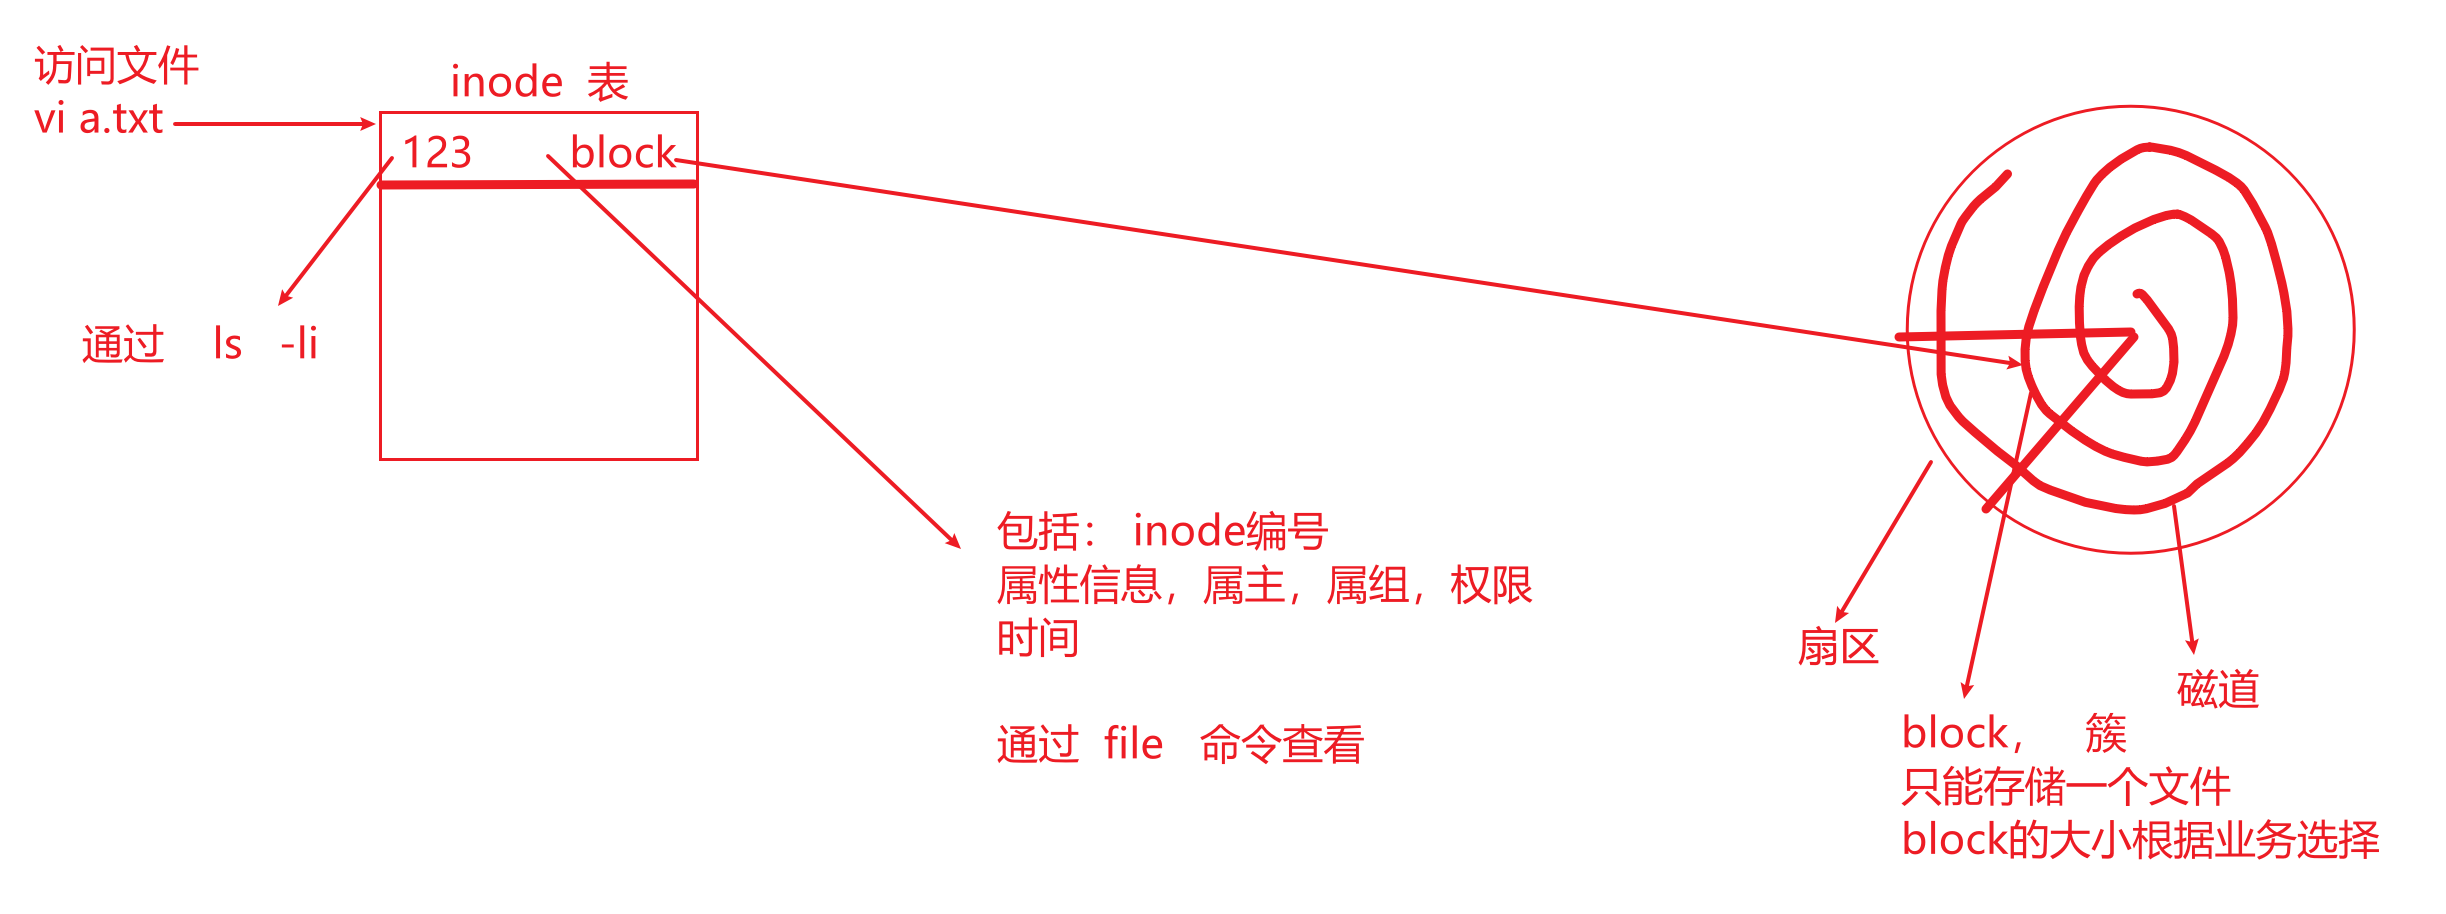 访问文件
vi a.txt
inode 表
123 block
通过 ls -li
包括： inode编号
属性信息，属主，属组，权限
时间
通过 file 命令查看
扇区
磁道
block， 簇
只能存储一个文件
block的大小根据业务选择